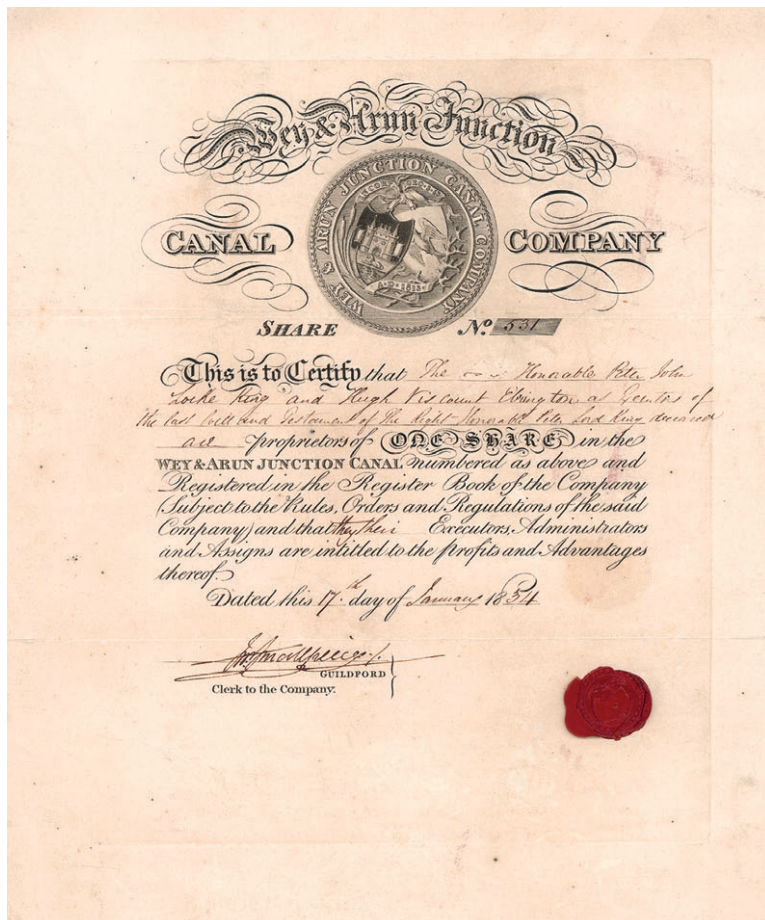 Wey & Arun Junction
CANAL COMPANY
WEY & ARUN JUNCTION CANAL COMPANY
A·D·1813
SHARE No. 531
This is to Certify that The Honorable Peter John
Locke King and Hugh Viscount Ebrington as Executors of
the last Will and Testament of The Right Honorable Peter Lord King deceased
are proprietors of ONE SHARE in the
WEY & ARUN JUNCTION CANAL numbered as above and
Registered in the Register Book of the Company
(Subject to the Rules, Orders and Regulations of the said
Company) and that they their Executors, Administrators
and Assigns are intitled to the profits and Advantages
thereof.
Dated this 17th day of January 1854
GUILDFORD
Clerk to the Company.